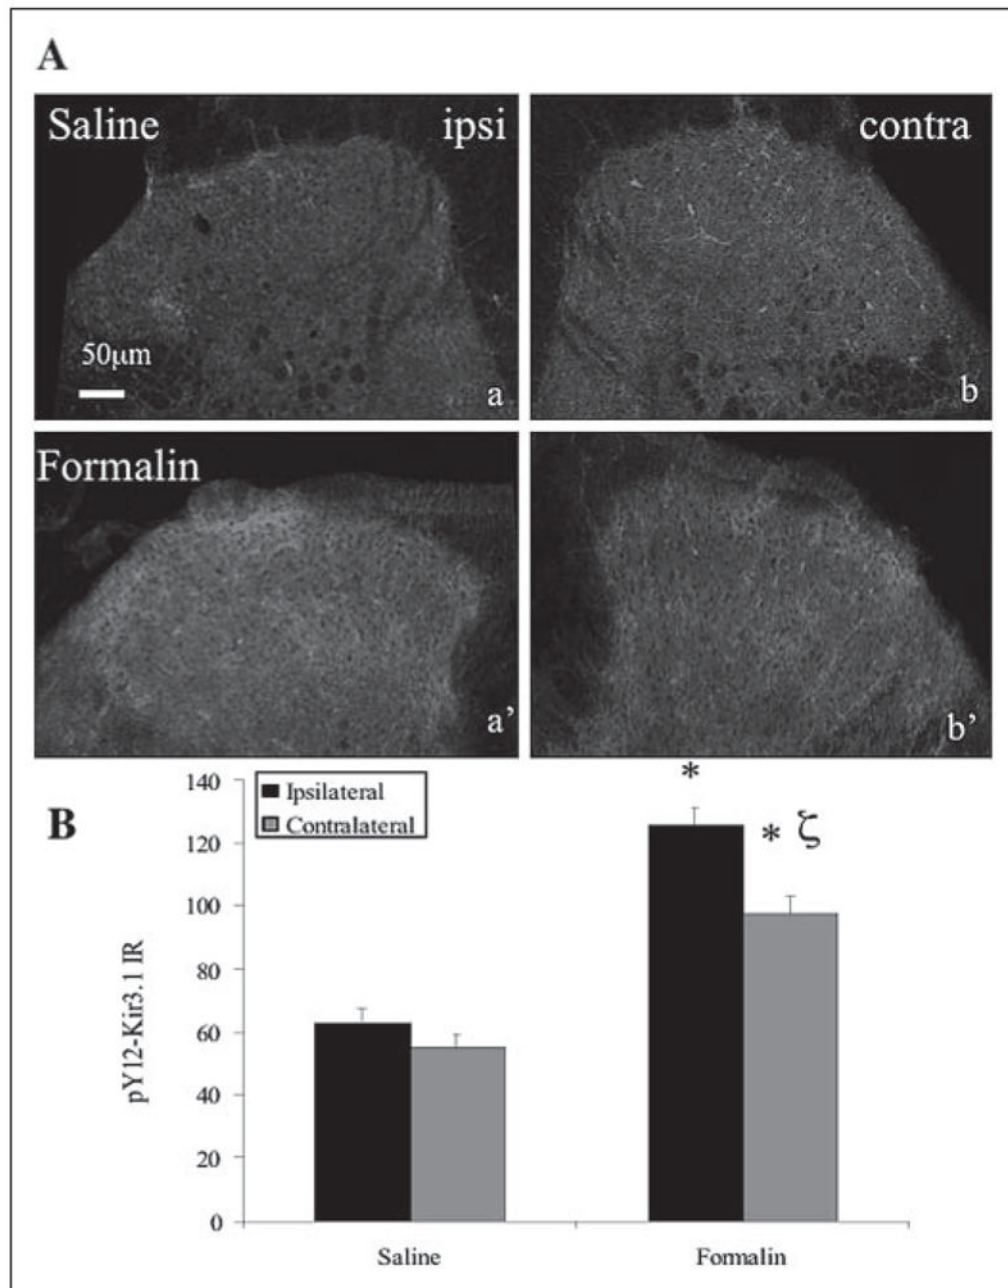 A
Saline ipsi
contra
50μm
a
b
Formalin
a’
b’
B
pY12-Kir3.1 IR
140
120
100
80
60
40
20
0
Ipsilateral
Contralateral
*
* ζ
Saline
Formalin